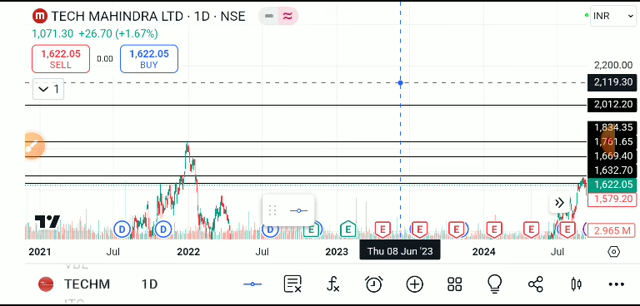 TECH MAHINDRA LTD · 1D · NSE
INR
1,071.30 +26.70 (+1.67%)
1,622.05 SELL
0.00
1,622.05 BUY
1
2,200.00
2,119.30
2,012.20
1,834.35
1,761.65
1,669.40
1,632.70
1,622.05
1,579.20
2.965 M
D D D E E E E E E E
2021 Jul 2022 Jul 2023 Thu 08 Jun '23 2024 Jul
TECHM 1D